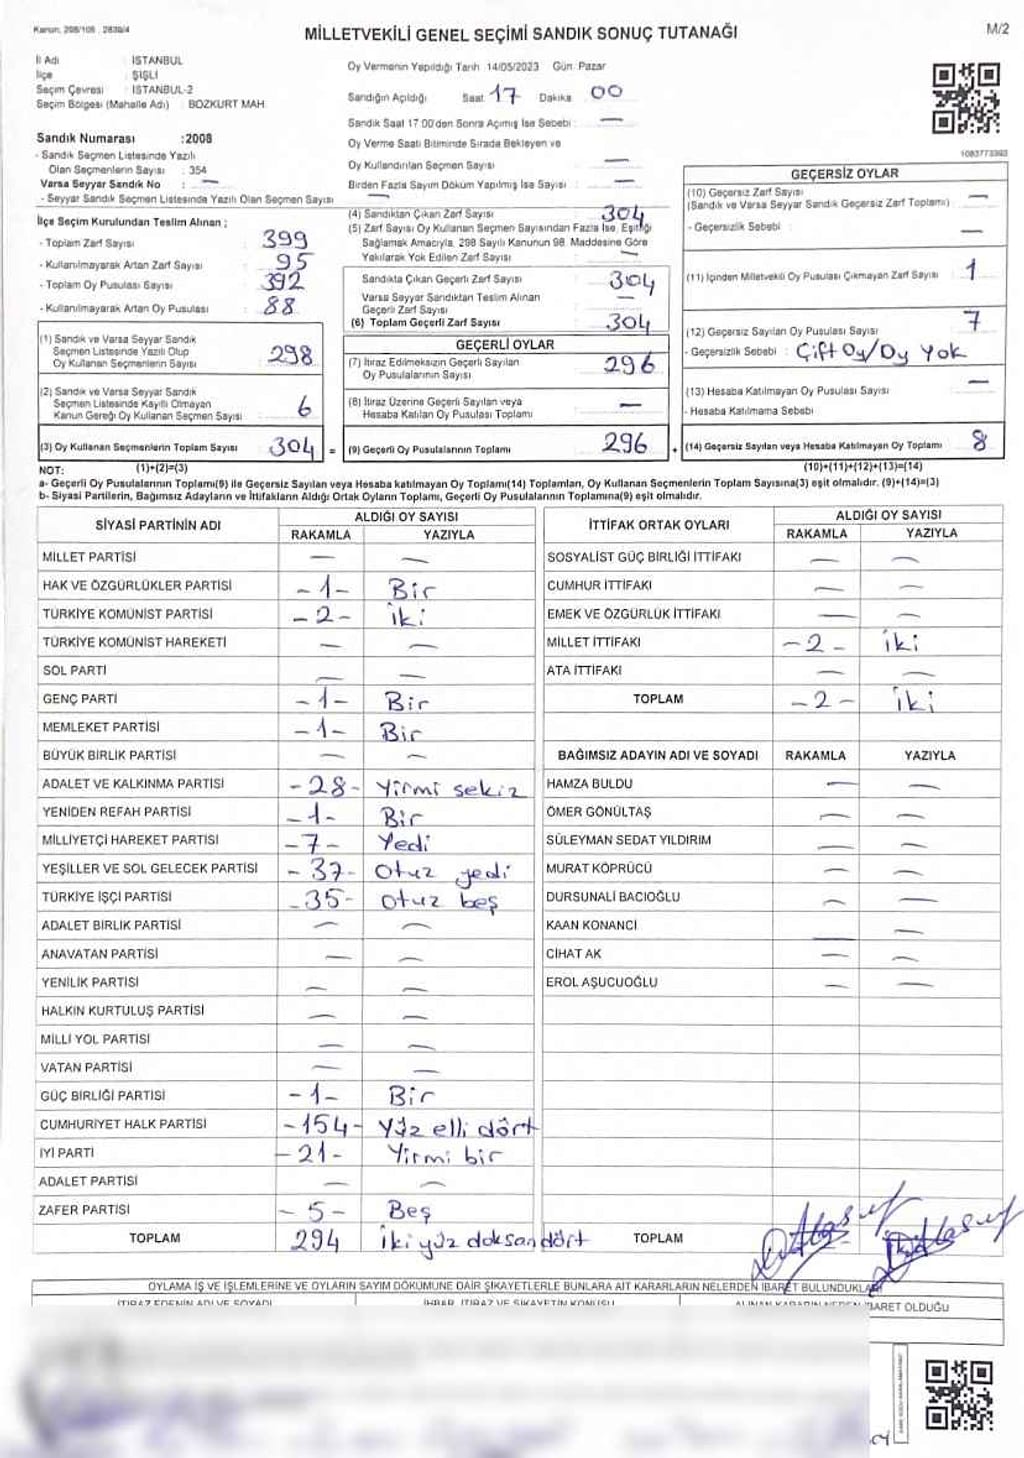 Kanun: 298/105 , 2839/4
MİLLETVEKİLİ GENEL SEÇİMİ SANDIK SONUÇ TUTANAĞI
M/2
İl Adı : İSTANBUL
İlçe : ŞİŞLİ
Seçim Çevresi : İSTANBUL-2
Seçim Bölgesi (Mahalle Adı) : BOZKURT MAH.
Sandık Numarası :2008
- Sandık Seçmen Listesinde Yazılı
Olan Seçmenlerin Sayısı : 354
Varsa Seyyar Sandık No : —
- Seyyar Sandık Seçmen Listesinde Yazılı Olan Seçmen Sayısı —
Oy Vermenin Yapıldığı Tarih 14/05/2023 Gün: Pazar
Sandığın Açıldığı Saat 17 Dakika 00
Sandık Saat 17:00'den Sonra Açılmış İse Sebebi : —
Oy Verme Saati Bitiminde Sırada Bekleyen ve
Oy Kullandırılan Seçmen Sayısı —
Birden Fazla Sayım Döküm Yapılmış İse Sayısı : —
1083773393
İlçe Seçim Kurulundan Teslim Alınan ;
- Toplam Zarf Sayısı 399
- Kullanılmayarak Artan Zarf Sayısı 95
- Toplam Oy Pusulası Sayısı 392
- Kullanılmayarak Artan Oy Pusulası 88
(1) Sandık ve Varsa Seyyar Sandık
Seçmen Listesinde Yazılı Olup
Oy Kullanan Seçmenlerin Sayısı 298
(2) Sandık ve Varsa Seyyar Sandık
Seçmen Listesinde Kayıtlı Olmayan
Kanun Gereği Oy Kullanan Seçmen Sayısı 6
(3) Oy Kullanan Seçmenlerin Toplam Sayısı 304 =
(4) Sandıktan Çıkan Zarf Sayısı 304
(5) Zarf Sayısı Oy Kullanan Seçmen Sayısından Fazla İse, Eşitliği
Sağlamak Amacıyla, 298 Sayılı Kanunun 98. Maddesine Göre
Yakılarak Yok Edilen Zarf Sayısı —
Sandıkta Çıkan Geçerli Zarf Sayısı 304
Varsa Seyyar Sandıktan Teslim Alınan
Geçerli Zarf Sayısı —
(6) Toplam Geçerli Zarf Sayısı 304
GEÇERLİ OYLAR
(7) İtiraz Edilmeksizin Geçerli Sayılan
Oy Pusulalarının Sayısı 296
(8) İtiraz Üzerine Geçerli Sayılan veya
Hesaba Katılan Oy Pusulası Toplamı —
(9) Geçerli Oy Pusulalarının Toplamı 296 +
GEÇERSİZ OYLAR
(10) Geçersiz Zarf Sayısı
(Sandık ve Varsa Seyyar Sandık Geçersiz Zarf Toplamı) : —
- Geçersizlik Sebebi : —
(11) İçinden Milletvekili Oy Pusulası Çıkmayan Zarf Sayısı 1
(12) Geçersiz Sayılan Oy Pusulası Sayısı 7
- Geçersizlik Sebebi : Çift Oy/Oy Yok
(13) Hesaba Katılmayan Oy Pusulası Sayısı —
- Hesaba Katılmama Sebebi
(14) Geçersiz Sayılan veya Hesaba Katılmayan Oy Toplamı 8
NOT: (1)+(2)=(3)
(10)+(11)+(12)+(13)=(14)
a- Geçerli Oy Pusulasının Toplamı(9) ile Geçersiz Sayılan veya Hesaba katılmayan Oy Toplamı(14) Toplamları, Oy Kullanan Seçmenlerin Toplam Sayısına(3) eşit olmalıdır. (9)+(14)=(3)
b- Siyasi Partilerin, Bağımsız Adayların ve İttifakların Aldığı Ortak Oyların Toplamı, Geçerli Oy Pusulalarının Toplamına(9) eşit olmalıdır.
SİYASİ PARTİNİN ADI ALDIĞI OY SAYISI
RAKAMLA YAZIYLA
MİLLET PARTİSİ — —
HAK VE ÖZGÜRLÜKLER PARTİSİ -1- Bir
TÜRKİYE KOMÜNİST PARTİSİ -2- iki
TÜRKİYE KOMÜNİST HAREKETİ — —
SOL PARTİ — —
GENÇ PARTİ -1- Bir
MEMLEKET PARTİSİ -1- Bir
BÜYÜK BİRLİK PARTİSİ — —
ADALET VE KALKINMA PARTİSİ -28- Yirmi sekiz
YENİDEN REFAH PARTİSİ -1- Bir
MİLLİYETÇİ HAREKET PARTİSİ -7- Yedi
YEŞİLLER VE SOL GELECEK PARTİSİ -37- Otuz yedi
TÜRKİYE İŞÇİ PARTİSİ -35- Otuz beş
ADALET BİRLİK PARTİSİ — —
ANAVATAN PARTİSİ — —
YENİLİK PARTİSİ — —
HALKIN KURTULUŞ PARTİSİ — —
MİLLİ YOL PARTİSİ — —
VATAN PARTİSİ — —
GÜÇ BİRLİĞİ PARTİSİ -1- Bir
CUMHURİYET HALK PARTİSİ -154- Yüz elli dört
İYİ PARTİ -21- Yirmi bir
ADALET PARTİSİ — —
ZAFER PARTİSİ -5- Beş
TOPLAM 294 İki yüz doksan dört
İTTİFAK ORTAK OYLARI ALDIĞI OY SAYISI
RAKAMLA YAZIYLA
SOSYALİST GÜÇ BİRLİĞİ İTTİFAKI — —
CUMHUR İTTİFAKI — —
EMEK VE ÖZGÜRLÜK İTTİFAKI — —
MİLLET İTTİFAKI -2- iki
ATA İTTİFAKI — —
TOPLAM -2- iki
BAĞIMSIZ ADAYIN ADI VE SOYADI RAKAMLA YAZIYLA
HAMZA BULDU — —
ÖMER GÖNÜLTAŞ — —
SÜLEYMAN SEDAT YILDIRIM — —
MURAT KÖPRÜCÜ — —
DURSUNALİ BACIOĞLU — —
KAAN KONANCI — —
CİHAT AK — —
EROL AŞUCUOĞLU — —
TOPLAM
OYLAMA İŞ VE İŞLEMLERİNE VE OYLARIN SAYIM DÖKÜMÜNE DAİR ŞİKAYETLERLE BUNLARA AİT KARARLARIN NELERDEN İBARET BULUNDUKLARI
İTİRAZ EDENİN ADI VE SOYADI İHBAR, İTİRAZ VE ŞİKAYETİN KONUSU ALINAN KARARIN NEDEN İBARET OLDUĞU